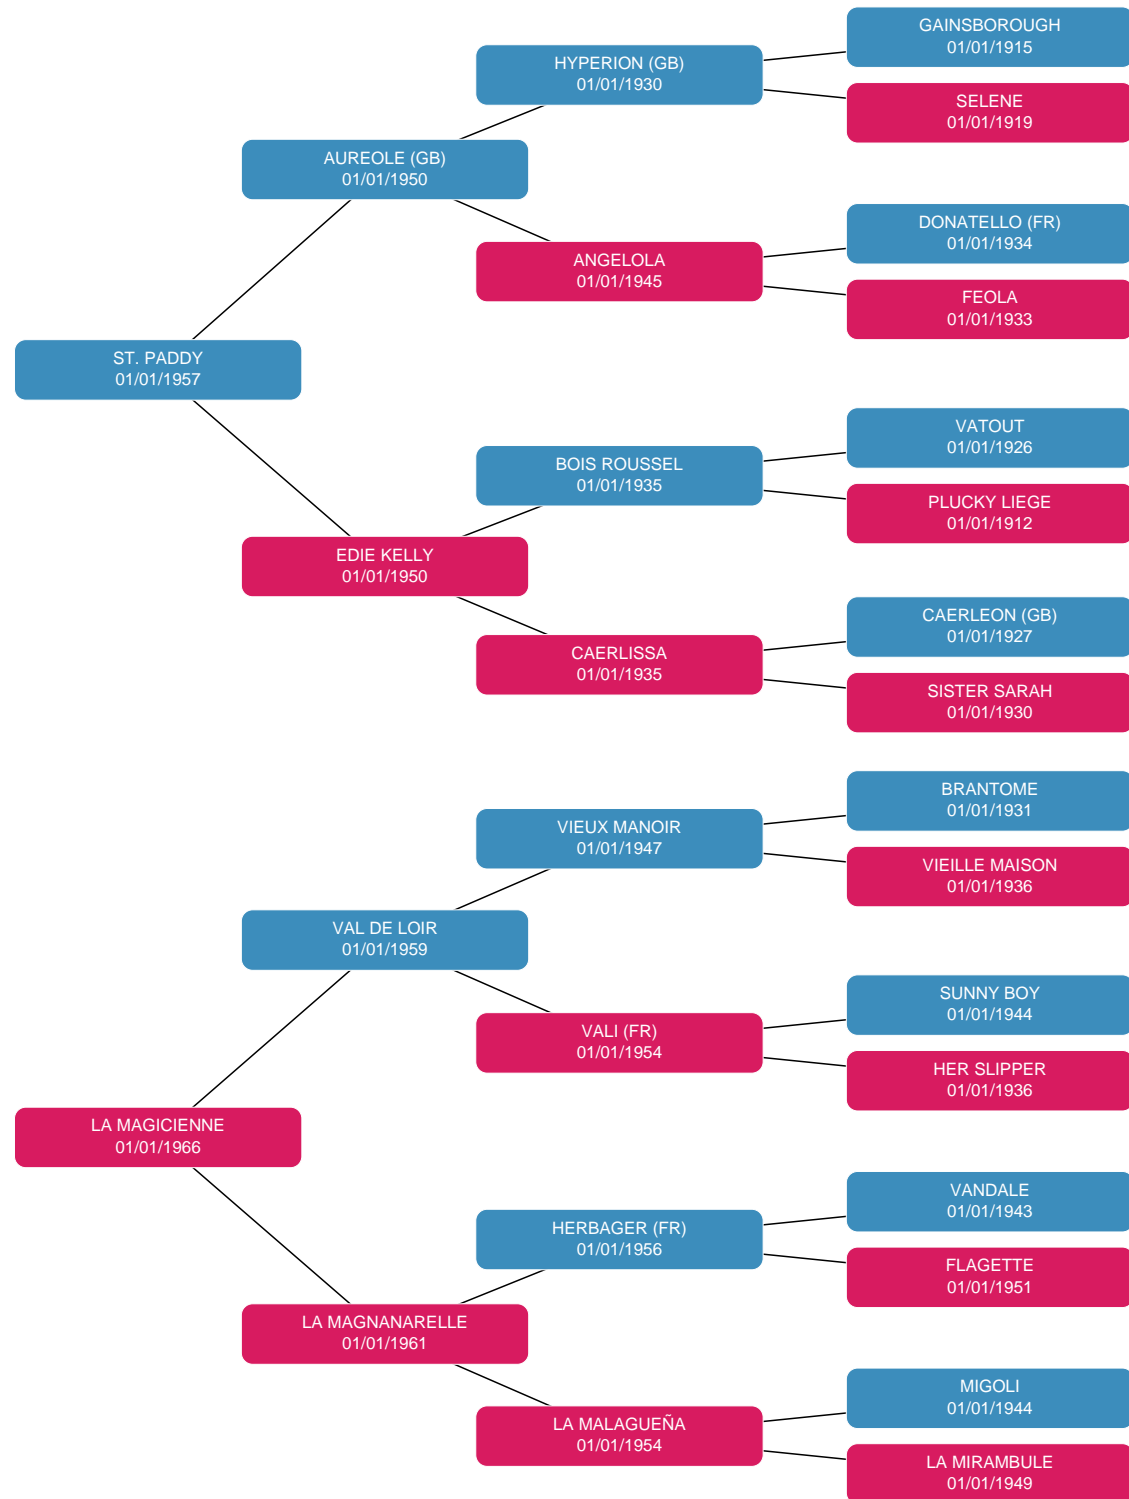 GAINSBOROUGH
01/01/1915
HYPERION (GB)
01/01/1930
SELENE
01/01/1919
AUREOLE (GB)
01/01/1950
DONATELLO (FR)
01/01/1934
ANGELOLA
01/01/1945
FEOLA
01/01/1933
ST. PADDY
01/01/1957
VATOUT
01/01/1926
BOIS ROUSSEL
01/01/1935
PLUCKY LIEGE
01/01/1912
EDIE KELLY
01/01/1950
CAERLEON (GB)
01/01/1927
CAERLISSA
01/01/1935
SISTER SARAH
01/01/1930
BRANTOME
01/01/1931
VIEUX MANOIR
01/01/1947
VIEILLE MAISON
01/01/1936
VAL DE LOIR
01/01/1959
SUNNY BOY
01/01/1944
VALI (FR)
01/01/1954
HER SLIPPER
01/01/1936
LA MAGICIENNE
01/01/1966
VANDALE
01/01/1943
HERBAGER (FR)
01/01/1956
FLAGETTE
01/01/1951
LA MAGNANARELLE
01/01/1961
MIGOLI
01/01/1944
LA MALAGUEÑA
01/01/1954
LA MIRAMBULE
01/01/1949